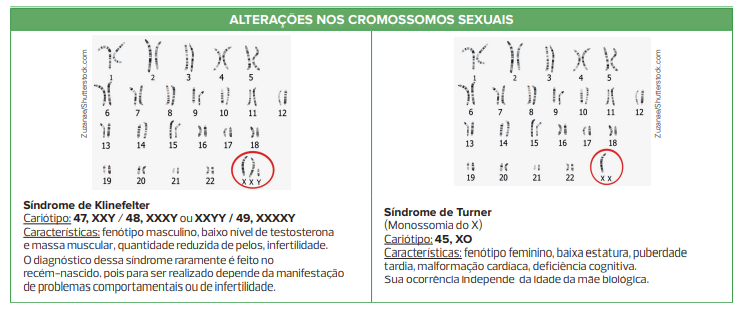 ALTERAÇÕES NOS CROMOSSOMOS SEXUAIS
Zuzanae/Shutterstock.com
1 2 3 4 5
6 7 8 9 10 11 12
13 14 15 16 17 18
19 20 21 22 X X Y
Síndrome de Klinefelter
Cariótipo: 47, XXY / 48, XXXY ou XXYY / 49, XXXXY
Características: fenótipo masculino, baixo nível de testosterona
e massa muscular, quantidade reduzida de pelos, infertilidade.
O diagnóstico dessa síndrome raramente é feito no
recém-nascido, pois para ser realizado depende da manifestação
de problemas comportamentais ou de infertilidade.
Zuzanae/Shutterstock.com
1 2 3 4 5
6 7 8 9 10 11 12
13 14 15 16 17 18
19 20 21 22 X X
Síndrome de Turner
(Monossomia do X)
Cariótipo: 45, XO
Características: fenótipo feminino, baixa estatura, puberdade
tardia, malformação cardíaca, deficiência cognitiva.
Sua ocorrência independe da idade da mãe biológica.